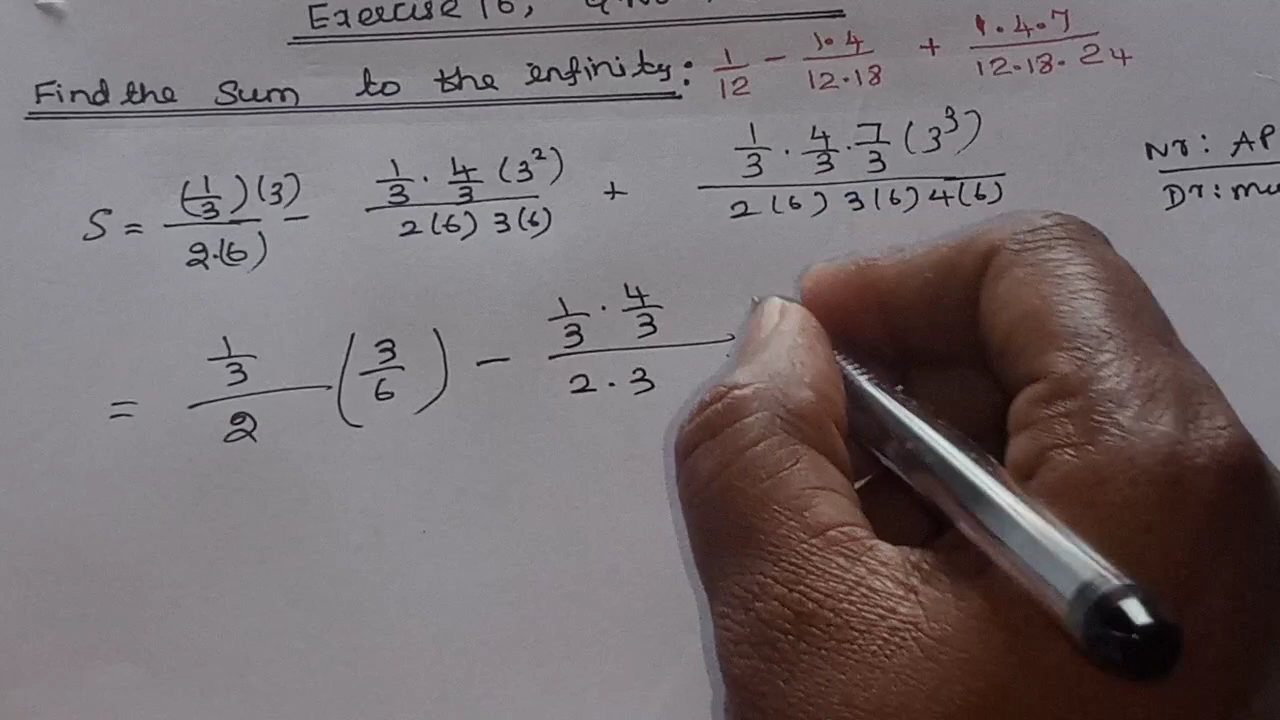 Exercise 16,
Find the Sum to the infinity: 1/12 - 1.4/12.18 + 1.4.7/12.18.24
S = (1/3)(3)/2.(6) - 1/3 . 4/3 (3²)/2(6) 3(6) + 1/3 . 4/3 . 7/3 (3³)/2(6) 3(6) 4(6)
Nr: AP
Dr:
= 1/3/2 (3/6) - 1/3 . 4/3/2.3